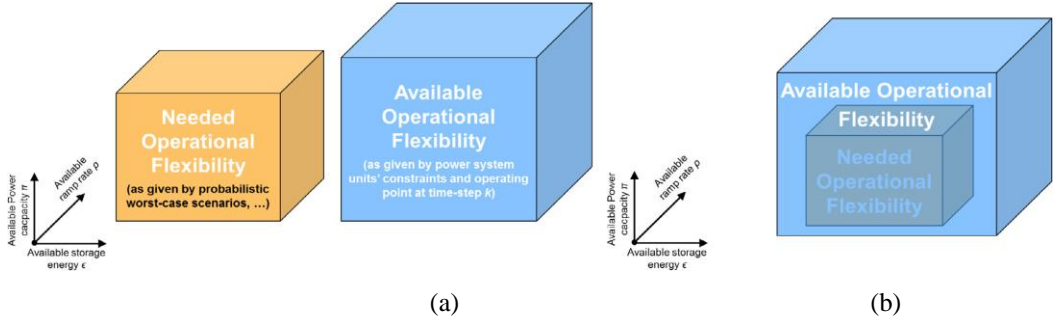 Needed
Operational
Flexibility
(as given by probabilistic
worst-case scenarios, …)
Available
Operational
Flexibility
(as given by power system
units' constraints and operating
point at time-step k)
Available Power
cacpacity π
Available
ramp rate ρ
Available storage
energy ϵ
(a)
Available Operational
Flexibility
Needed
Operational
Flexibility
Available Power
cacpacity π
Available
ramp rate ρ
Available storage
energy ϵ
(b)